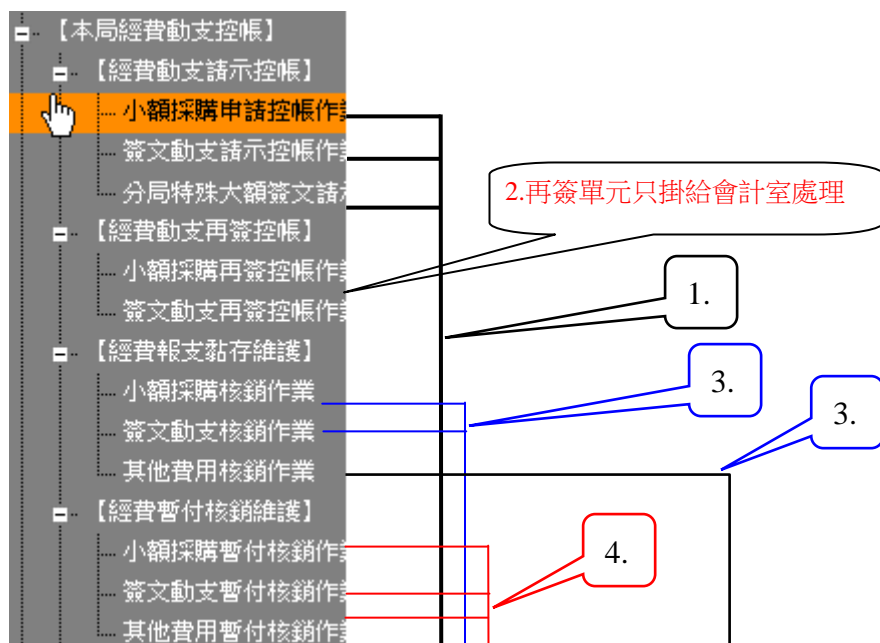 【本局經費動支控帳】
【經費動支請示控帳】
小額採購申請控帳作業
簽文動支請示控帳作業
分局特殊大額簽文請示
2.再簽單元只掛給會計室處理
【經費動支再簽控帳】
小額採購再簽控帳作業
1.
簽文動支再簽控帳作業
【經費報支黏存維護】
小額採購核銷作業
3.
簽文動支核銷作業
3.
其他費用核銷作業
【經費暫付核銷維護】
小額採購暫付核銷作業
4.
簽文動支暫付核銷作業
其他費用暫付核銷作業